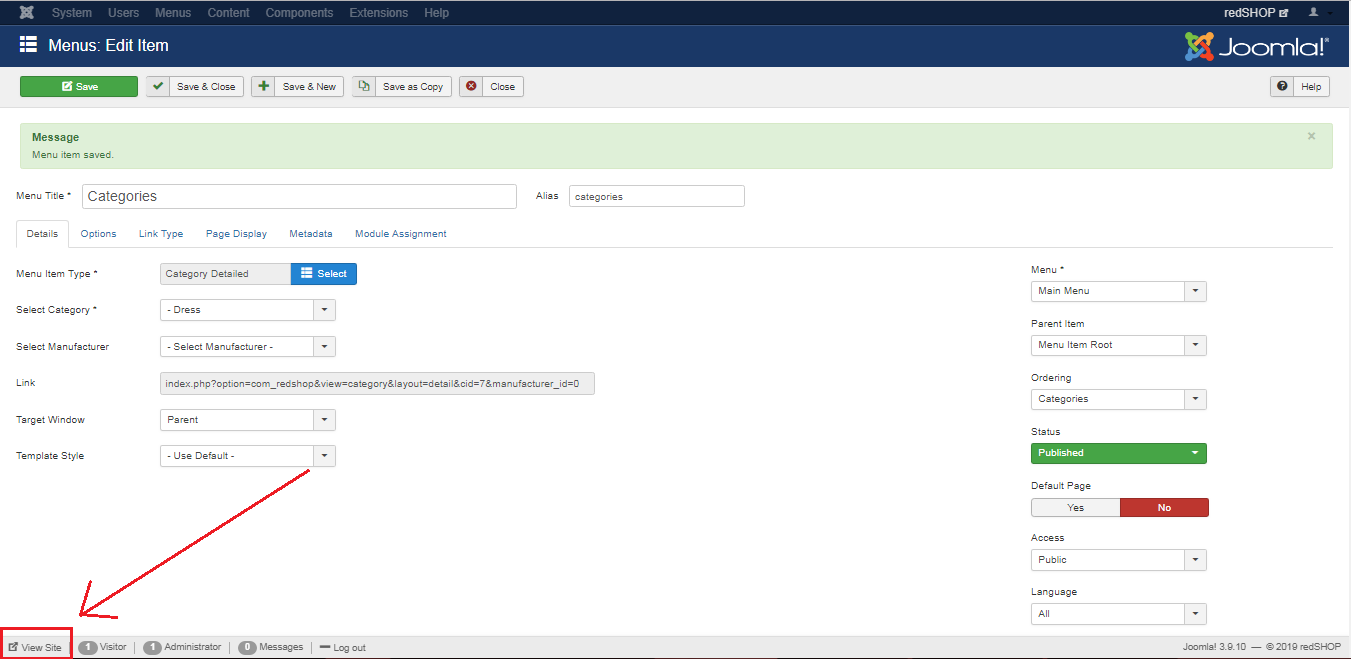 System Users Menus Content Components Extensions Help redSHOP
Menus: Edit Item Joomla!®
Save Save & Close Save & New Save as Copy Close Help
Message ×
Menu item saved.
Menu Title * Categories Alias categories
Details Options Link Type Page Display Metadata Module Assignment
Menu Item Type * Category Detailed Select
Select Category * - Dress
Select Manufacturer - Select Manufacturer -
Link index.php?option=com_redshop&view=category&layout=detail&cid=7&manufacturer_id=0
Target Window Parent
Template Style - Use Default -
Menu *
Main Menu
Parent Item
Menu Item Root
Ordering
Categories
Status
Published
Default Page
Yes No
Access
Public
Language
All
View Site 1 Visitor 1 Administrator 0 Messages Log out Joomla! 3.9.10 — © 2019 redSHOP